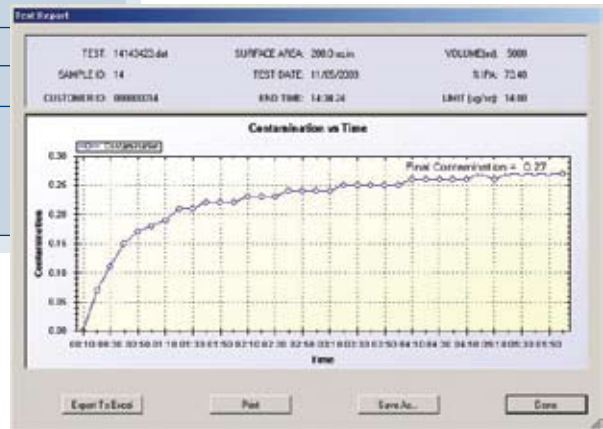 Test Report
TEST: 14143423.dat SURFACE AREA: 200.0 sq.in VOLUME(ml): 5000
SAMPLE ID: 14 TEST DATE: 11/05/2003 % IPA: 73.40
CUSTOMER ID: END TIME: 14:38:24 LIMIT (ug/in): 14.00
Contamination vs Time
Contamination
Final Contamination = 0.27
0.30
0.25
0.20
0.15
0.10
0.05
0.00
Contamination
Time
Export To Excel Print Save As... Done